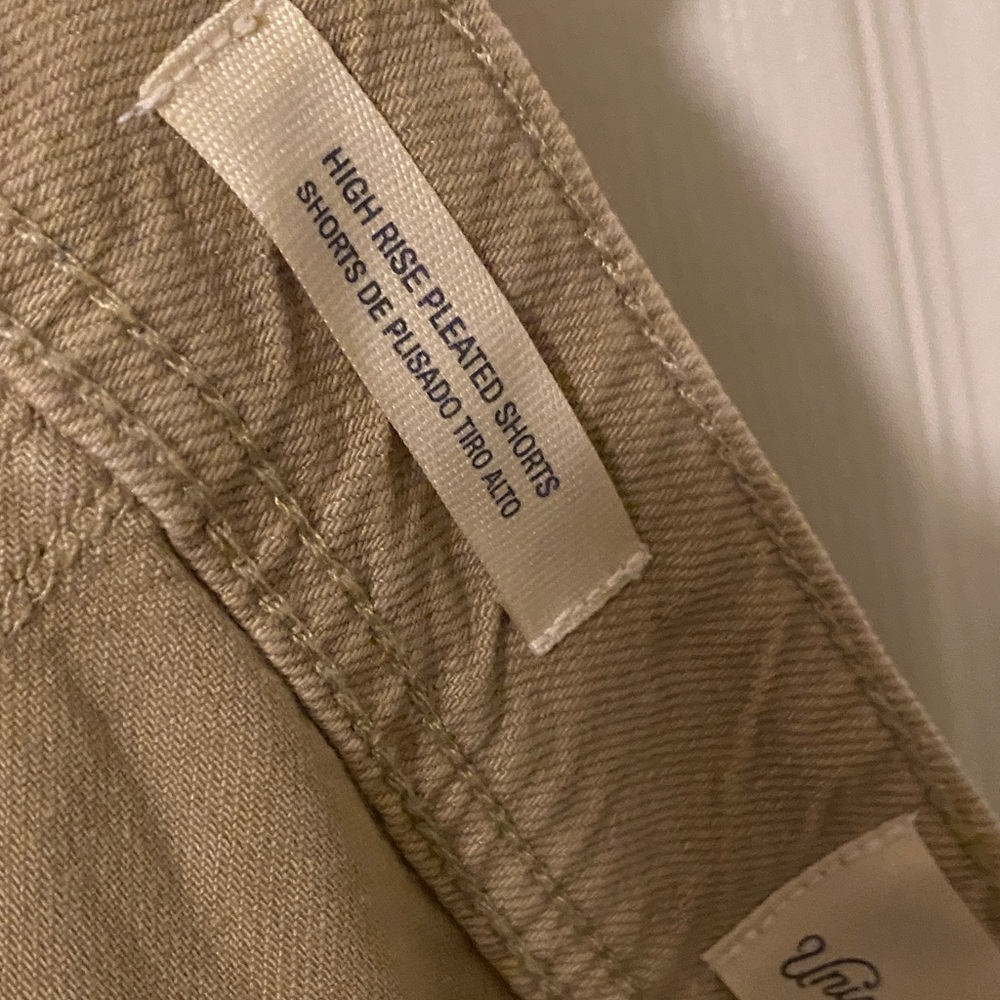 HIGH RISE PLEATED SHORTS
SHORTS DE PLISADO TIRO ALTO